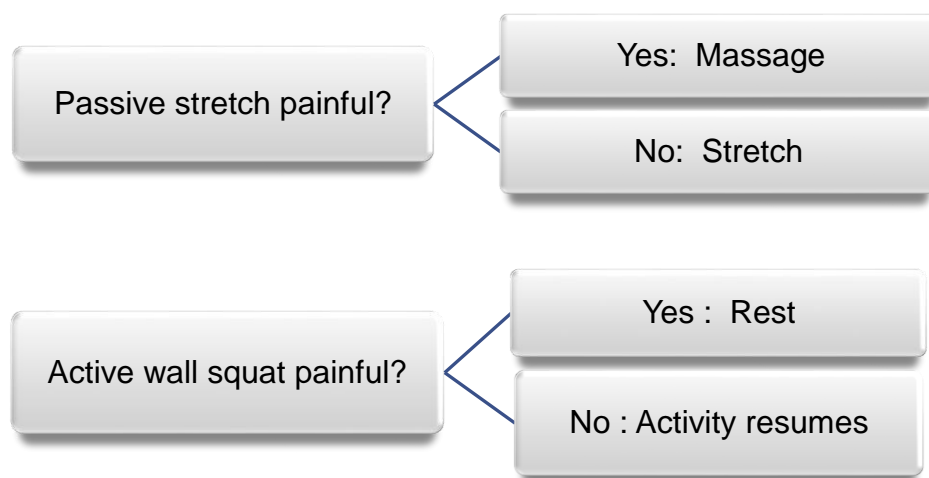 Passive stretch painful?
Yes:  Massage
No:  Stretch
Active wall squat painful?
Yes :  Rest
No : Activity resumes